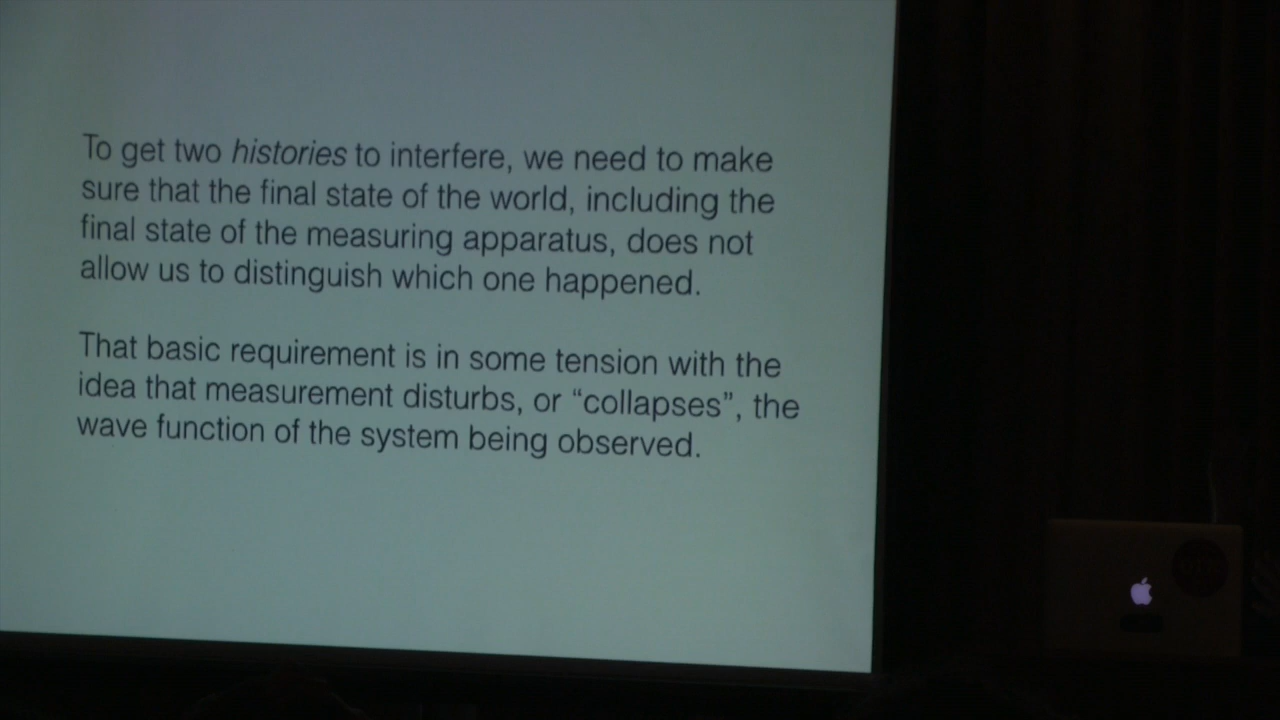 To get two histories to interfere, we need to make
sure that the final state of the world, including the
final state of the measuring apparatus, does not
allow us to distinguish which one happened.
That basic requirement is in some tension with the
idea that measurement disturbs, or “collapses”, the
wave function of the system being observed.